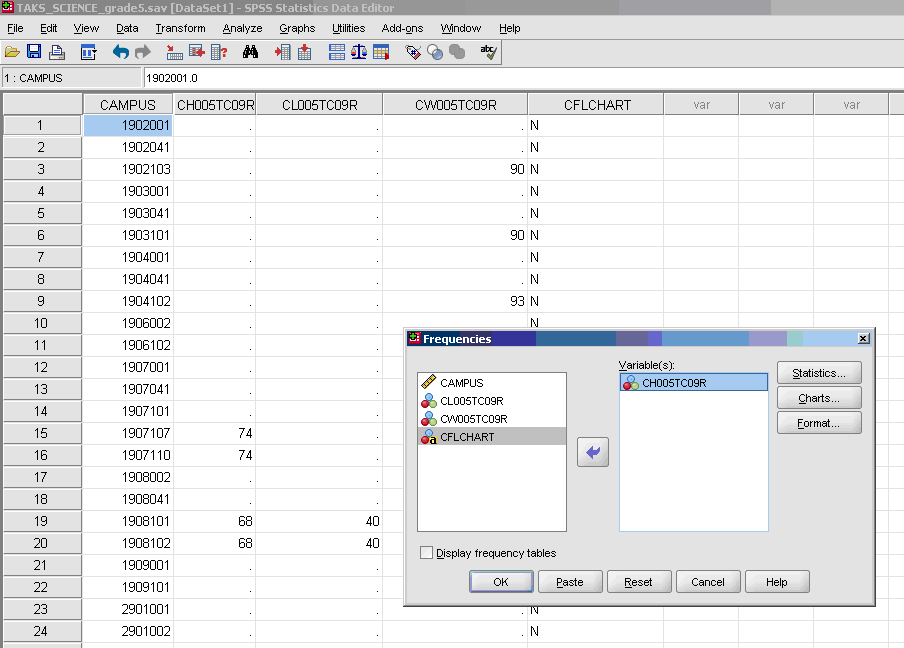 TAKS_SCIENCE_grade5.sav [DataSet1] - SPSS Statistics Data Editor
File Edit View Data Transform Analyze Graphs Utilities Add-ons Window Help
1 : CAMPUS 1902001.0
CAMPUS CH005TC09R CL005TC09R CW005TC09R CFLCHART var var var
1 1902001 . . . N
2 1902041 . . . N
3 1902103 . . 90 N
4 1903001 . . . N
5 1903041 . . . N
6 1903101 . . 90 N
7 1904001 . . . N
8 1904041 . . . N
9 1904102 . . 93 N
10 1906002 . . . N
11 1906102 . .
12 1907001 . .
13 1907041 . .
14 1907101 . .
15 1907107 74 .
16 1907110 74 .
17 1908002 . .
18 1908041 . .
19 1908101 68 40
20 1908102 68 40
21 1909001 . .
22 1909101 . .
23 2901001 . . . N
24 2901002 . . . N
Frequencies
CAMPUS
CL005TC09R
CW005TC09R
CFLCHART
Variable(s):
CH005TC09R
Statistics...
Charts...
Format...
Display frequency tables
OK Paste Reset Cancel Help